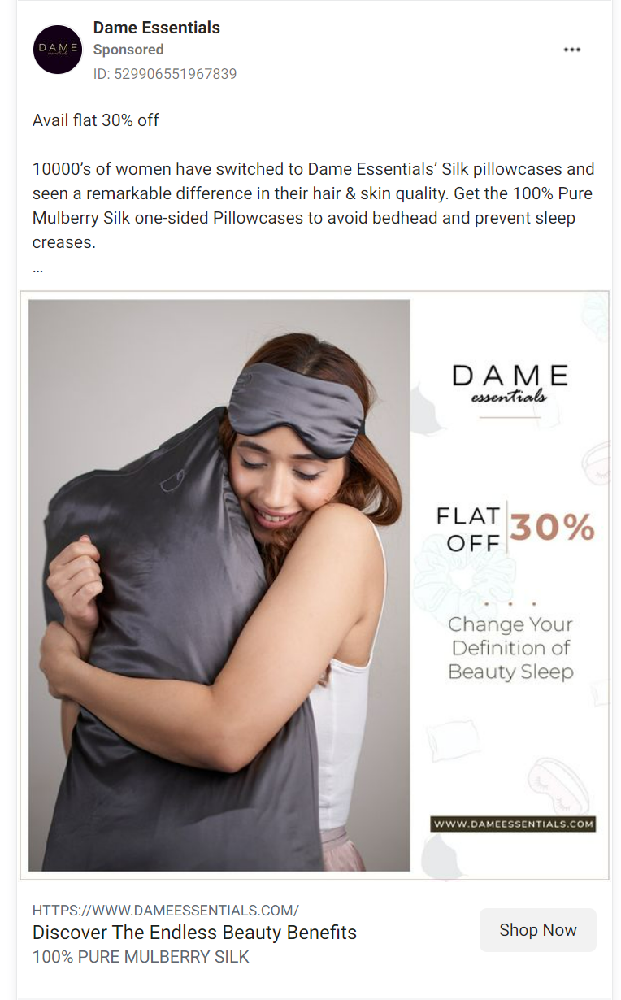 Dame Essentials
DAME
essentials
Sponsored
ID: 529906551967839
Avail flat 30% off
10000’s of women have switched to Dame Essentials’ Silk pillowcases and
seen a remarkable difference in their hair & skin quality. Get the 100% Pure
Mulberry Silk one-sided Pillowcases to avoid bedhead and prevent sleep
creases.
...
DAME
essentials
FLAT
OFF
30%
Change Your
Definition of
Beauty Sleep
WWW.DAMEESSENTIALS.COM
HTTPS://WWW.DAMEESSENTIALS.COM/
Discover The Endless Beauty Benefits
100% PURE MULBERRY SILK
Shop Now